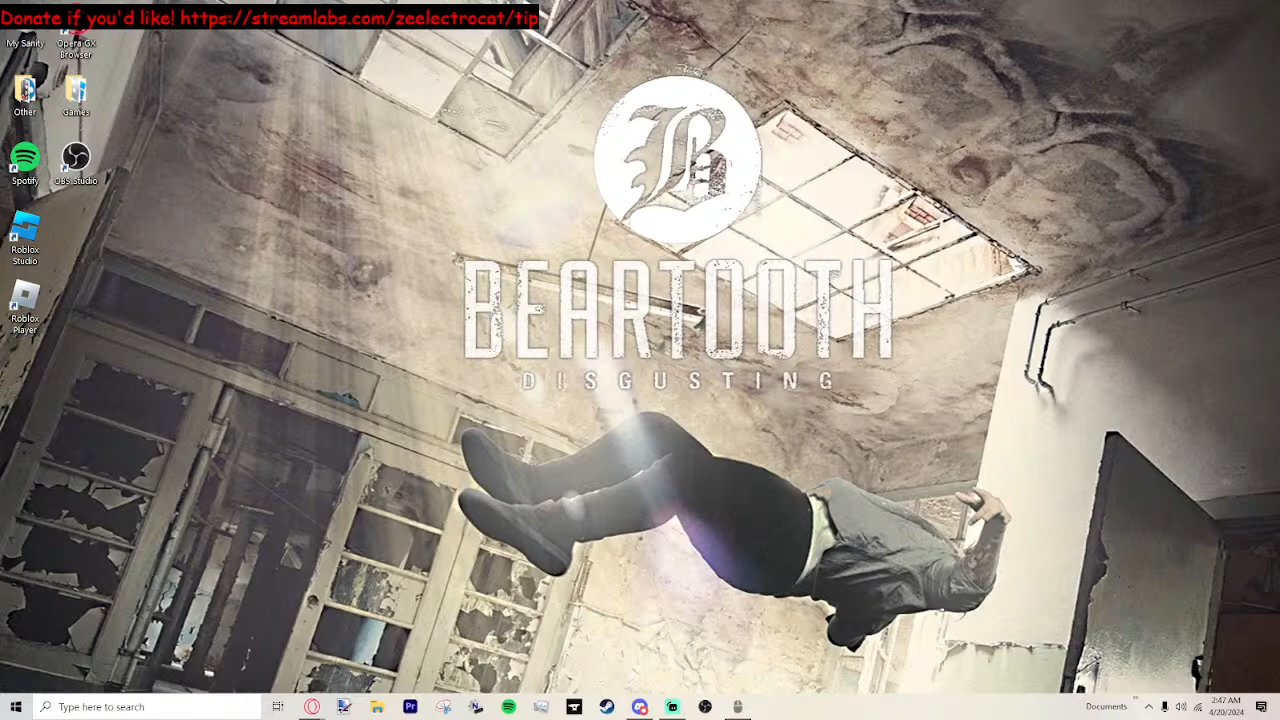 Donate if you'd like! https://streamlabs.com/zeelectrocat/tip
My Sanity
Opera GX
Browser
Other
Games
Spotify
OBS Studio
Roblox
Studio
Roblox
Player
B
BEARTOOTH
DISGUSTING
Type here to search
Pr
N
Documents
2:47 AM
4/20/2024